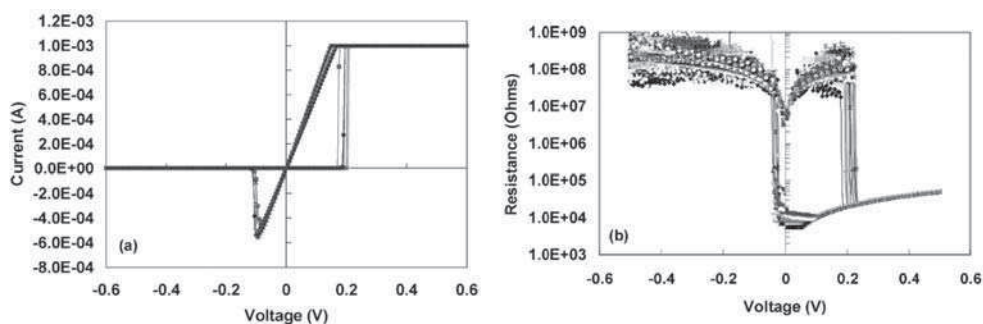 1.2E-03
1.0E-03
8.0E-04
6.0E-04
4.0E-04
2.0E-04
0.0E+00
-2.0E-04
-4.0E-04
-6.0E-04
-8.0E-04
Current (A)
(a)
-0.6 -0.4 -0.2 0 0.2 0.4 0.6
Voltage (V)
1.0E+09
1.0E+08
1.0E+07
1.0E+06
1.0E+05
1.0E+04
1.0E+03
Resistance (Ohms)
(b)
-0.6 -0.4 -0.2 0 0.2 0.4 0.6
Voltage (V)